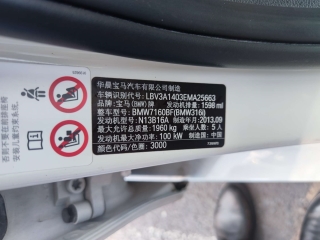 华晨宝马汽车有限公司制造
车辆识别代号: LBV3A1403EMA25663
品牌: 宝马(BMW)牌 发动机排量: 1598 ml
整车型号: BMW7160BF(BMW316i)
发动机型号: N13B16A 制造年月: 2013.09
最大允许总质量: 1960 kg 乘坐人数: 5 人
发动机最大净功率: 100 kW 制造国: 中国
颜色代码/色圈: 3000